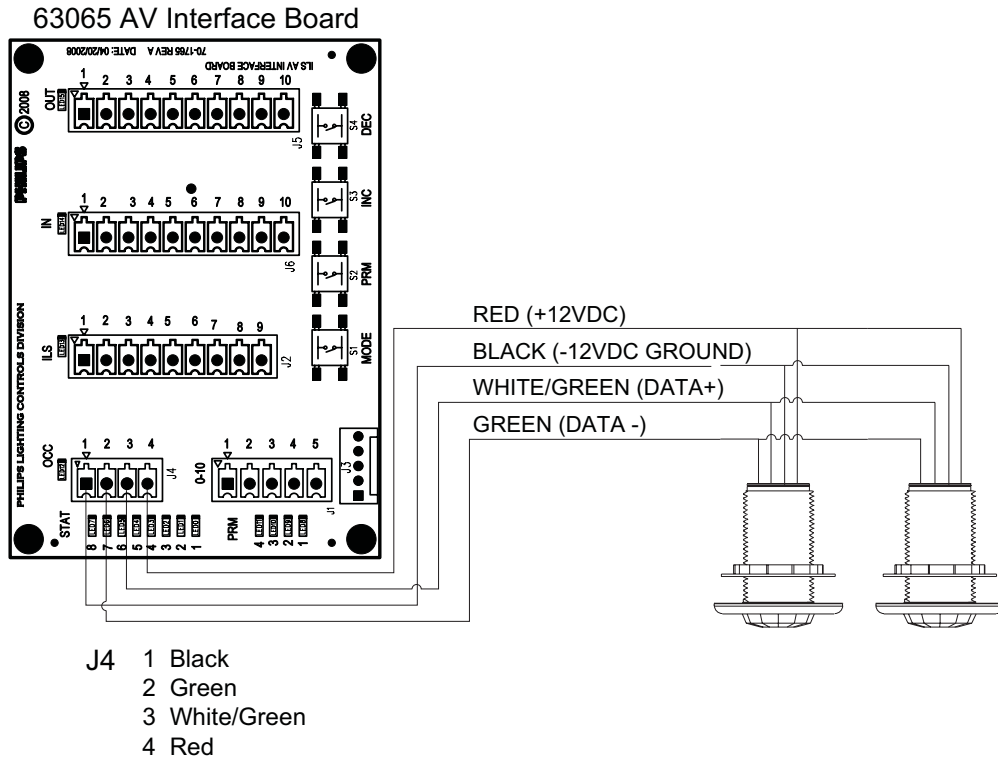 63065 AV Interface Board
70-1765 REV A DATE: 04/20/2008
ILS AV INTERFACE BOARD
PHILIPS © 2008
OUT
1 2 3 4 5 6 7 8 9 10
J5
S4
DEC
IN
1 2 3 4 5 6 7 8 9 10
J6
S3
INC
S2
PRM
ILS
1 2 3 4 5 6 7 8 9
J2
S1
MODE
PHILIPS LIGHTING CONTROLS DIVISION
OCC
1 2 3 4
J4
0-10
1 2 3 4 5
J1
J3
STAT
8 7 6 5 4 3 2 1
PRM
4 3 2 1
RED (+12VDC)
BLACK (-12VDC GROUND)
WHITE/GREEN (DATA+)
GREEN (DATA -)
J4 1 Black
2 Green
3 White/Green
4 Red